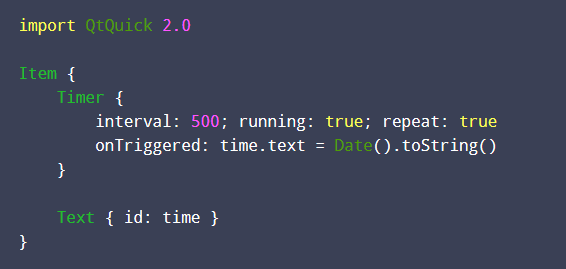 import QtQuick 2.0

Item {
    Timer {
        interval: 500; running: true; repeat: true
        onTriggered: time.text = Date().toString()
    }

    Text { id: time }
}